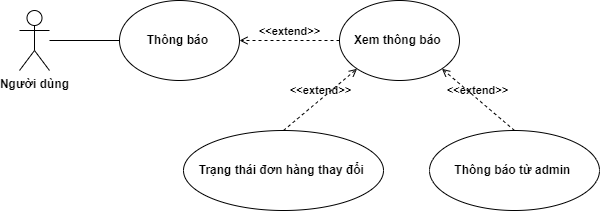 Thông báo
<<extend>>
Xem thông báo
Người dùng
<<extend>>
<<extend>>
Trạng thái đơn hàng thay đổi
Thông báo từ admin